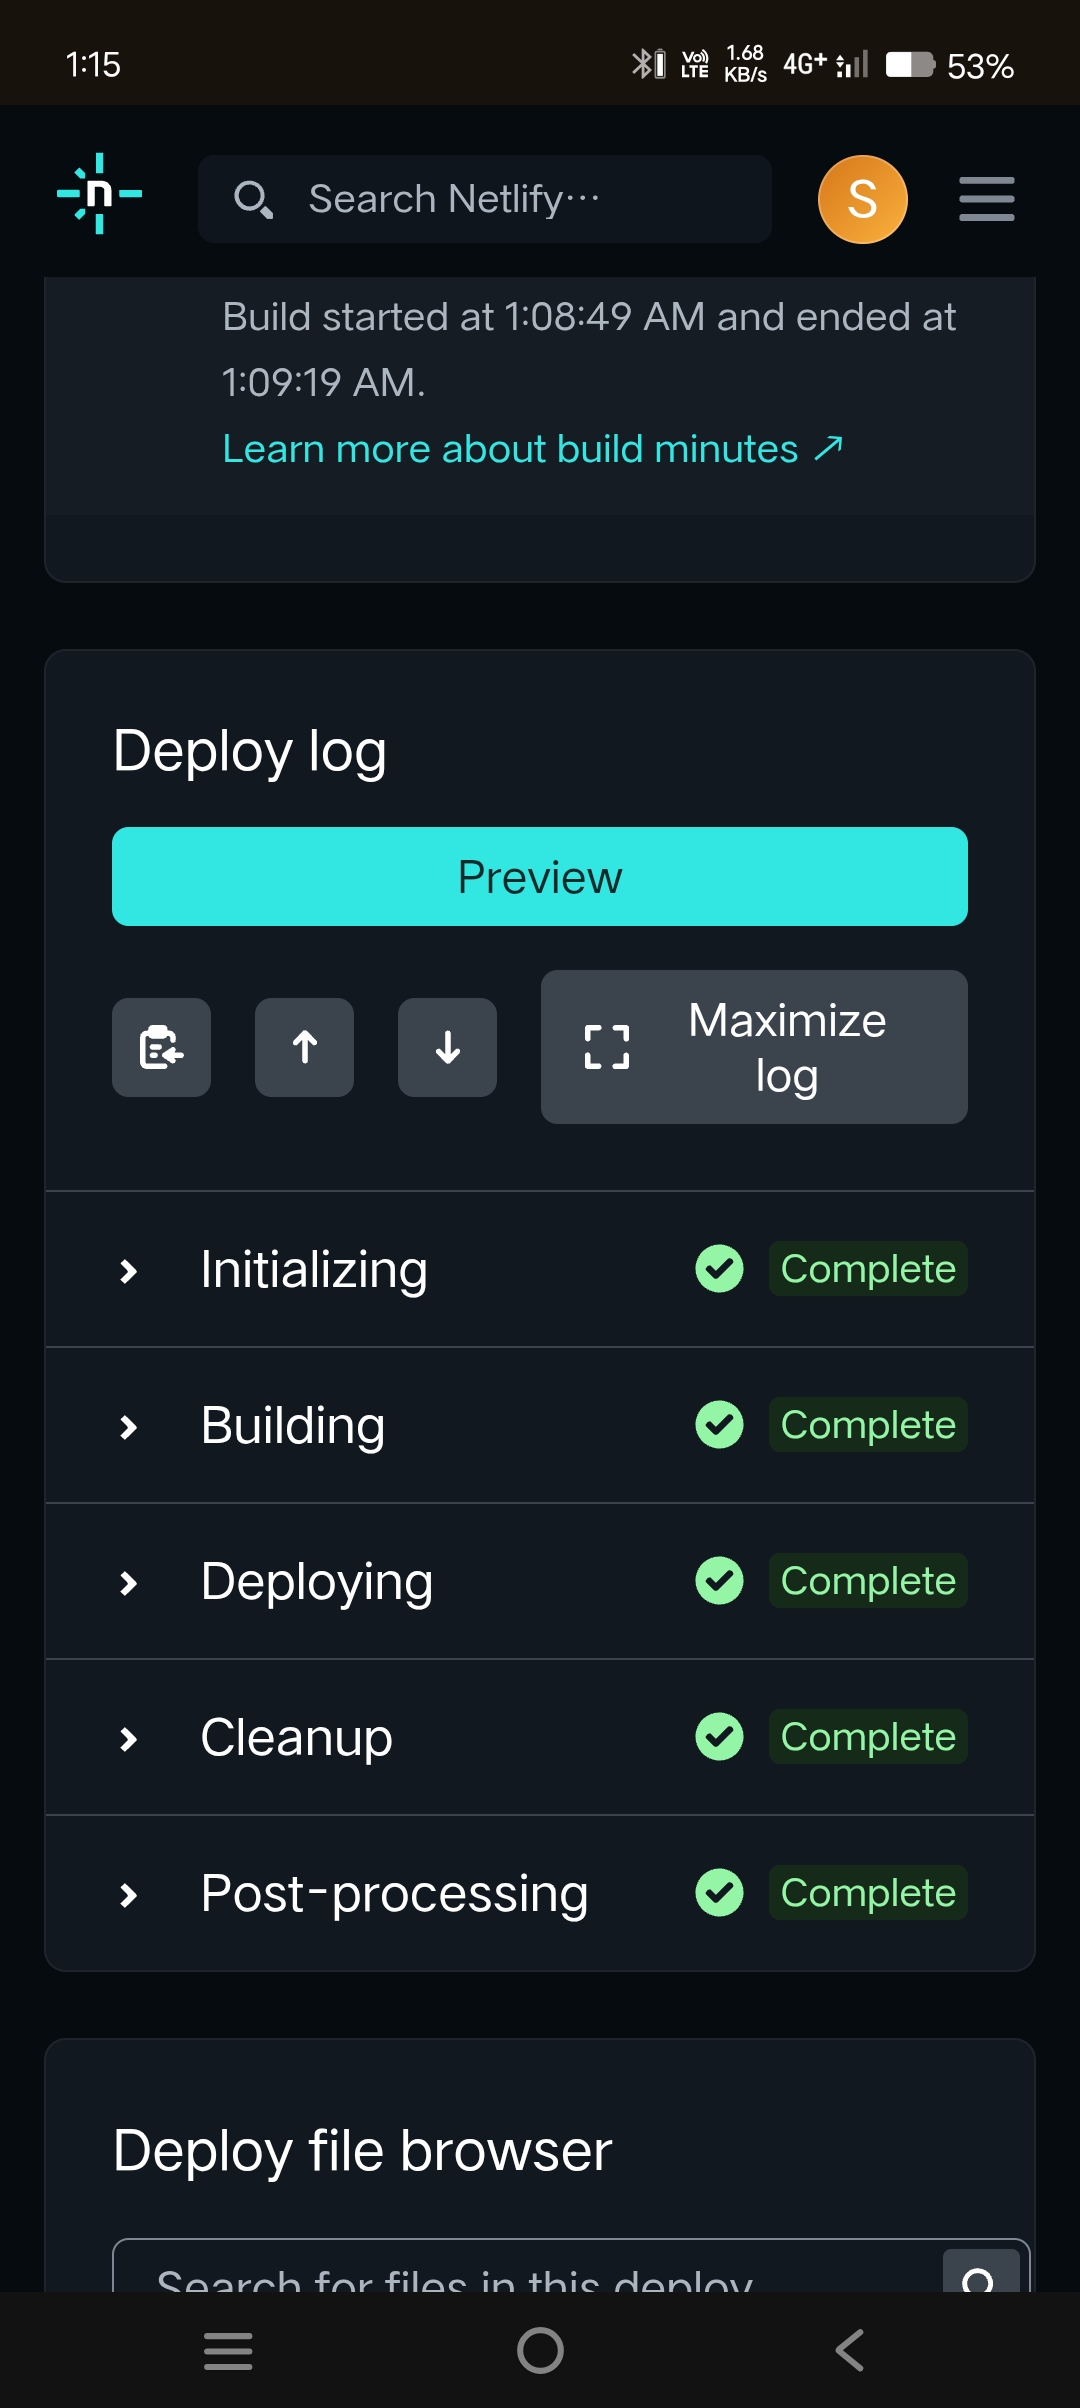 1:15
Vo)) LTE
1.68 KB/s
4G+
53%
n
Search Netlify···
S
Build started at 1:08:49 AM and ended at
1:09:19 AM.
Learn more about build minutes ↗
Deploy log
Preview
Maximize
log
Initializing Complete
Building Complete
Deploying Complete
Cleanup Complete
Post-processing Complete
Deploy file browser
Search for files in this deploy